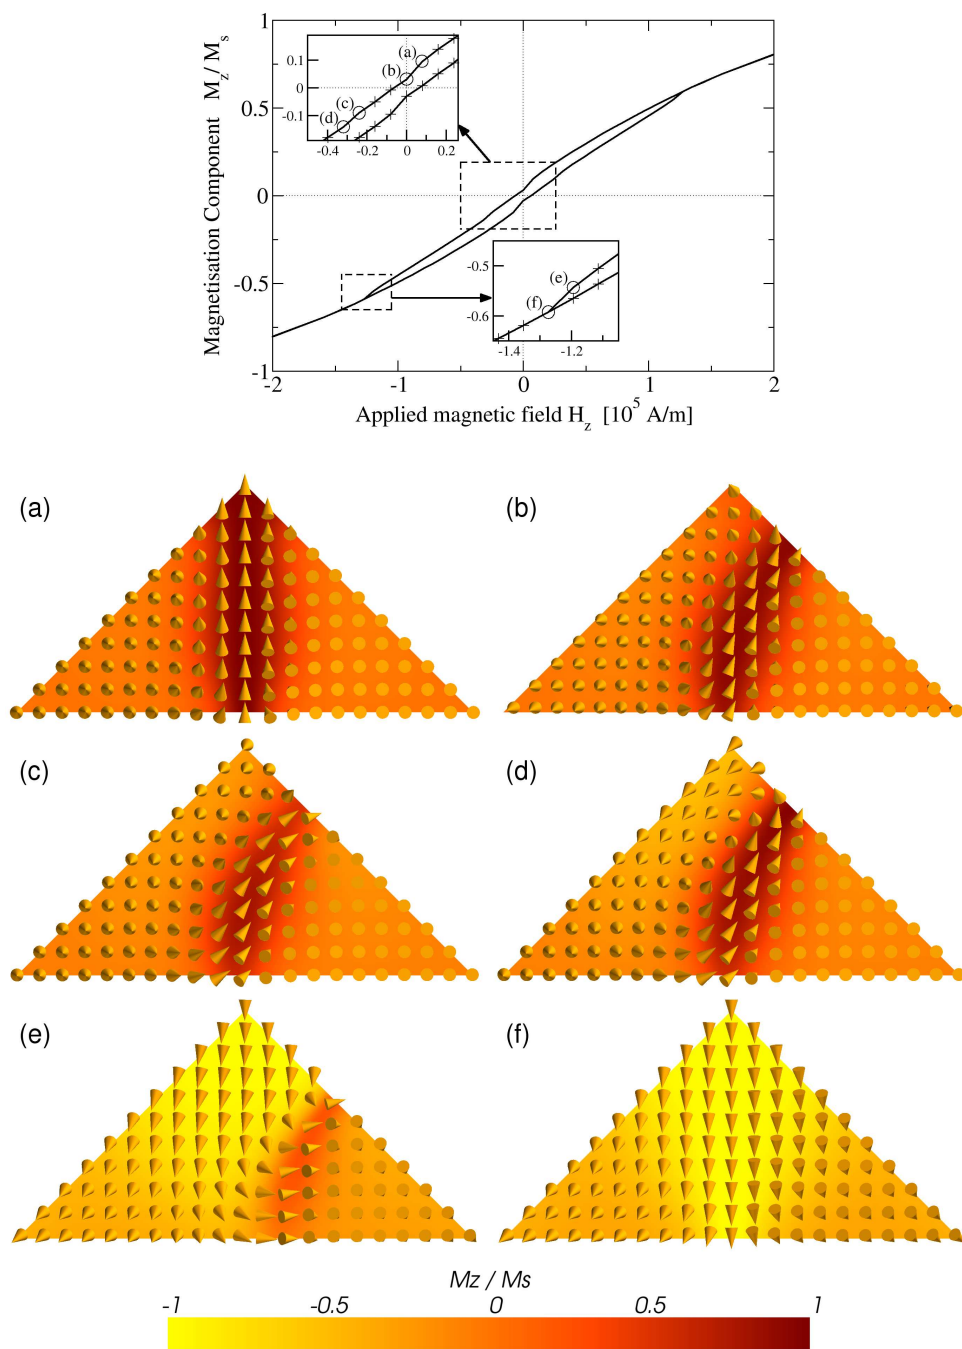 Magnetisation Component M_z/ M_s
1
0.5
0
-0.5
-1
-2
-1
0
1
2
Applied magnetic field H_z [10^5 A/m]
0.1
0
-0.1
-0.4
-0.2
0
0.2
(a)
(b)
(c)
(d)
-0.5
-0.6
-1.4
-1.2
(e)
(f)
(a)
(b)
(c)
(d)
(e)
(f)
Mz / Ms
-1
-0.5
0
0.5
1